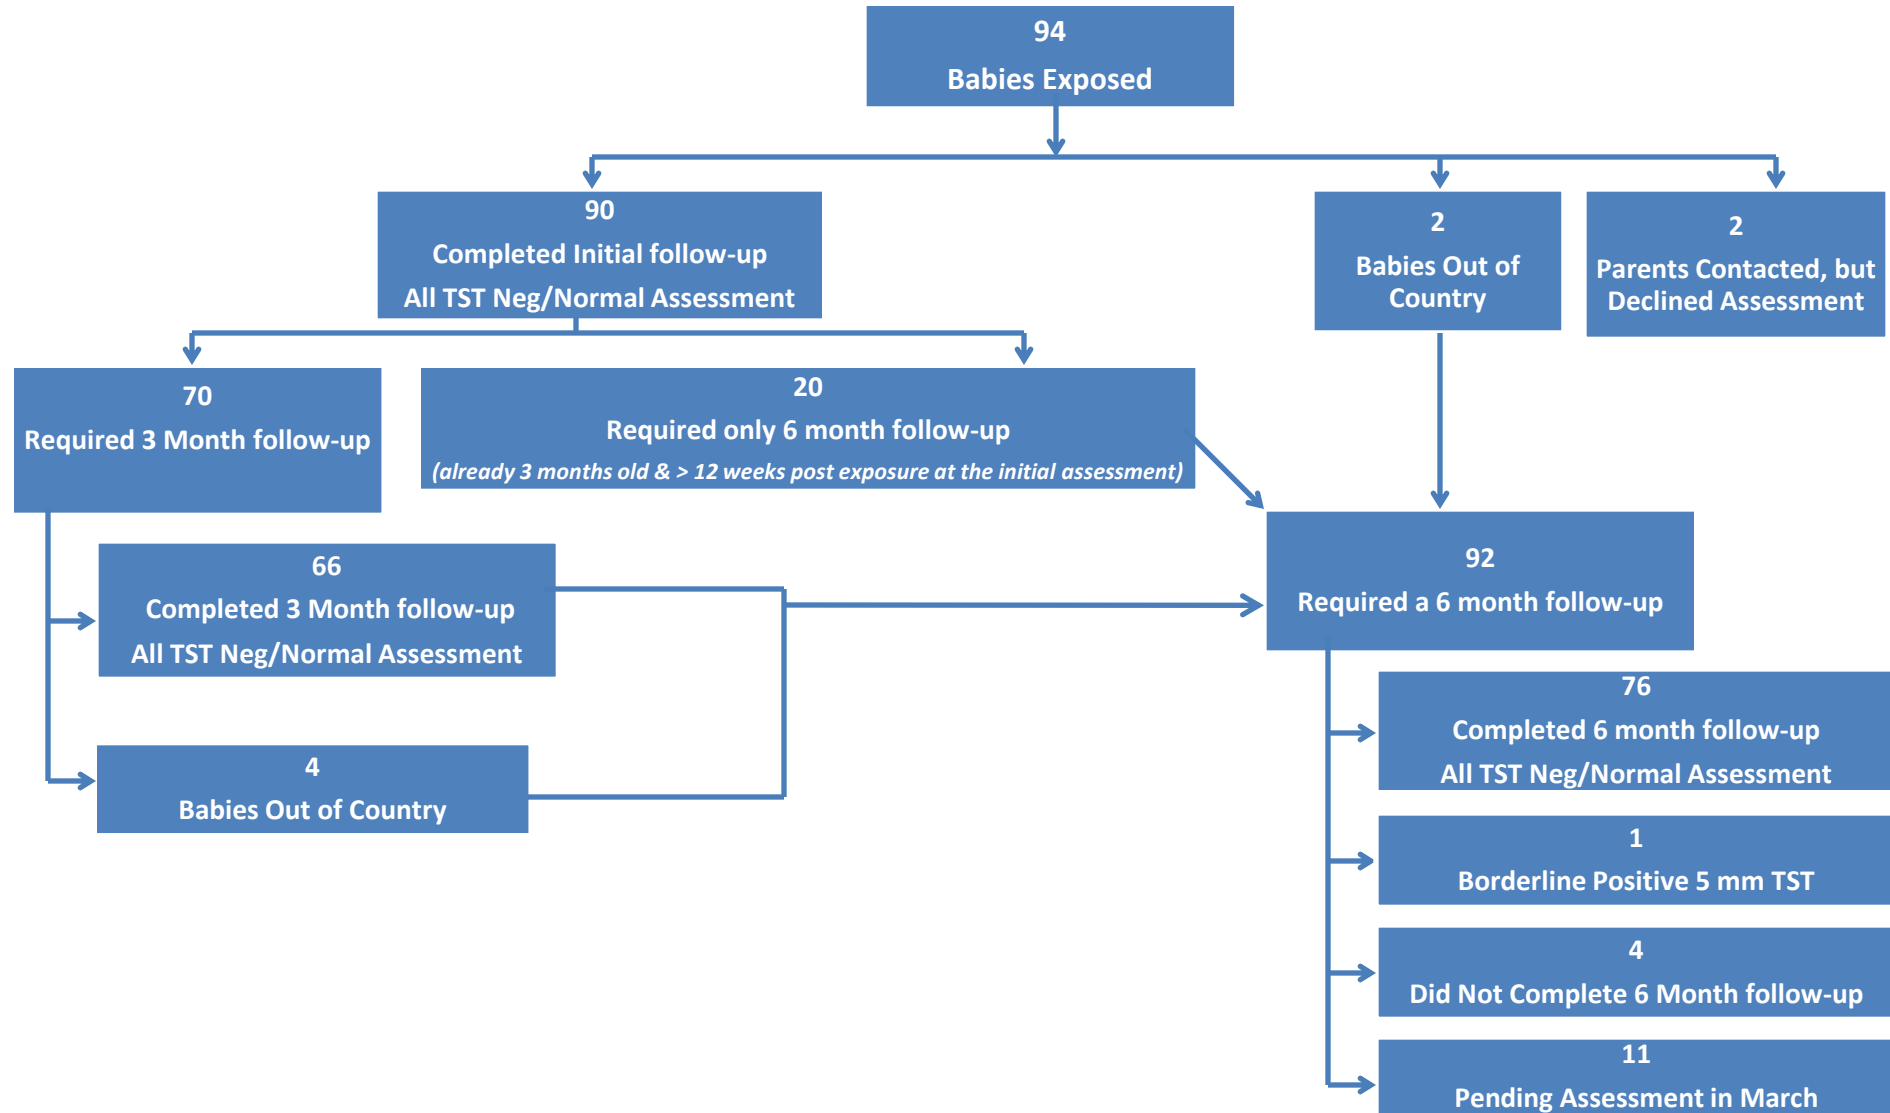 94
Babies Exposed
90
Completed Initial follow-up
All TST Neg/Normal Assessment
2
Babies Out of
Country
2
Parents Contacted, but
Declined Assessment
70
Required 3 Month follow-up
20
Required only 6 month follow-up
(already 3 months old & > 12 weeks post exposure at the initial assessment)
66
Completed 3 Month follow-up
All TST Neg/Normal Assessment
4
Babies Out of Country
92
Required a 6 month follow-up
76
Completed 6 month follow-up
All TST Neg/Normal Assessment
1
Borderline Positive 5 mm TST
4
Did Not Complete 6 Month follow-up
11
Pending Assessment in March